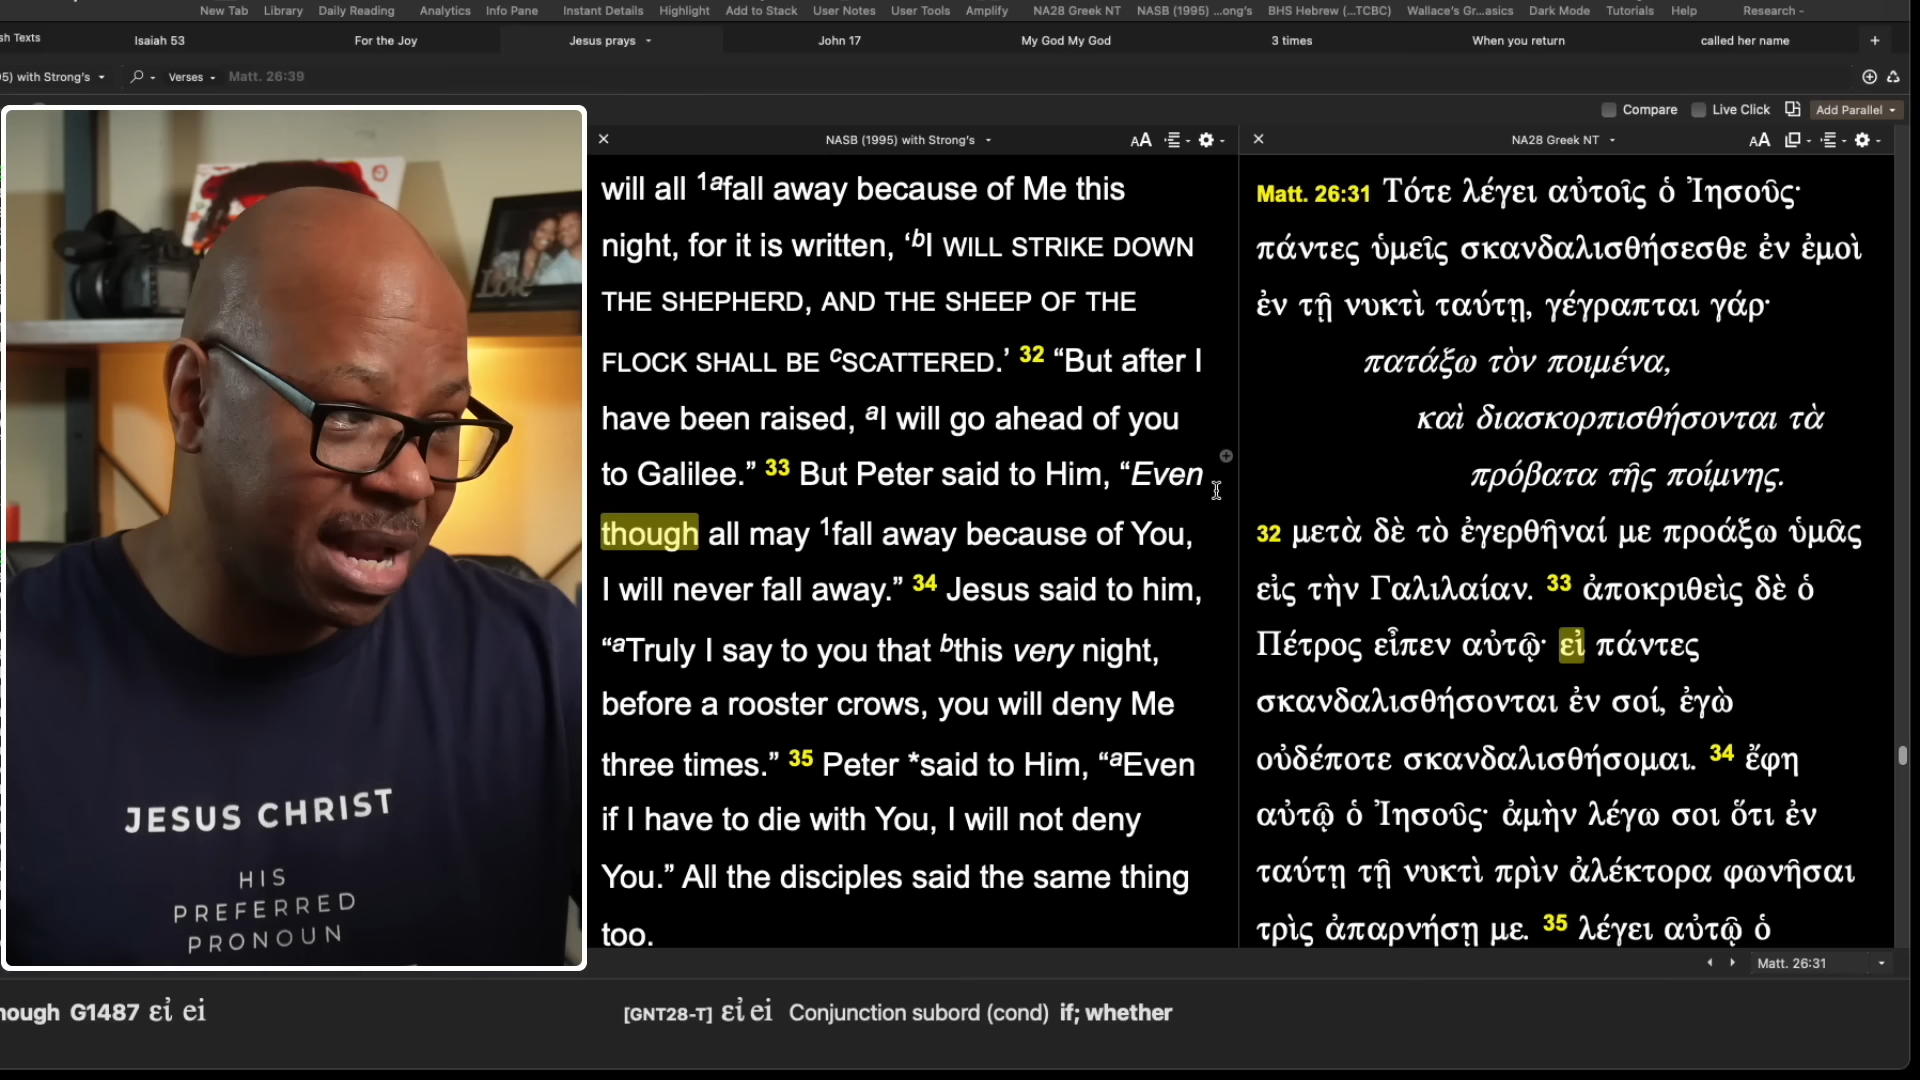 New Tab Library Daily Reading Analytics Info Pane Instant Details Highlight Add to Stack User Notes User Tools Amplify NA28 Greek NT NASB (1995) ...ong's BHS Hebrew (...TCBC) Wallace's Gr...asics Dark Mode Tutorials Help Research
sh Texts Isaiah 53 For the Joy Jesus prays John 17 My God My God 3 times When you return called her name +
95) with Strong's Verses Matt. 26:39
Compare Live Click Add Parallel
NASB (1995) with Strong's
will all 1afall away because of Me this
night, for it is written, ‘bI WILL STRIKE DOWN
THE SHEPHERD, AND THE SHEEP OF THE
FLOCK SHALL BE cSCATTERED.’ 32 “But after I
have been raised, aI will go ahead of you
to Galilee.” 33 But Peter said to Him, “Even
though all may 1fall away because of You,
I will never fall away.” 34 Jesus said to him,
“aTruly I say to you that bthis very night,
before a rooster crows, you will deny Me
three times.” 35 Peter *said to Him, “aEven
if I have to die with You, I will not deny
You.” All the disciples said the same thing
too.
NA28 Greek NT
Matt. 26:31 Τότε λέγει αὐτοῖς ὁ Ἰησοῦς·
πάντες ὑμεῖς σκανδαλισθήσεσθε ἐν ἐμοὶ
ἐν τῇ νυκτὶ ταύτῃ, γέγραπται γάρ·
πατάξω τὸν ποιμένα,
καὶ διασκορπισθήσονται τὰ
πρόβατα τῆς ποίμνης.
32 μετὰ δὲ τὸ ἐγερθῆναί με προάξω ὑμᾶς
εἰς τὴν Γαλιλαίαν. 33 ἀποκριθεὶς δὲ ὁ
Πέτρος εἶπεν αὐτῷ· εἰ πάντες
σκανδαλισθήσονται ἐν σοί, ἐγὼ
οὐδέποτε σκανδαλισθήσομαι. 34 ἔφη
αὐτῷ ὁ Ἰησοῦς· ἀμὴν λέγω σοι ὅτι ἐν
ταύτῃ τῇ νυκτὶ πρὶν ἀλέκτορα φωνῆσαι
τρὶς ἀπαρνήσῃ με. 35 λέγει αὐτῷ ὁ
Matt. 26:31
JESUS CHRIST
HIS
PREFERRED
PRONOUN
Love
hough G1487 εἰ ei
[GNT28-T] εἰ ei Conjunction subord (cond) if; whether